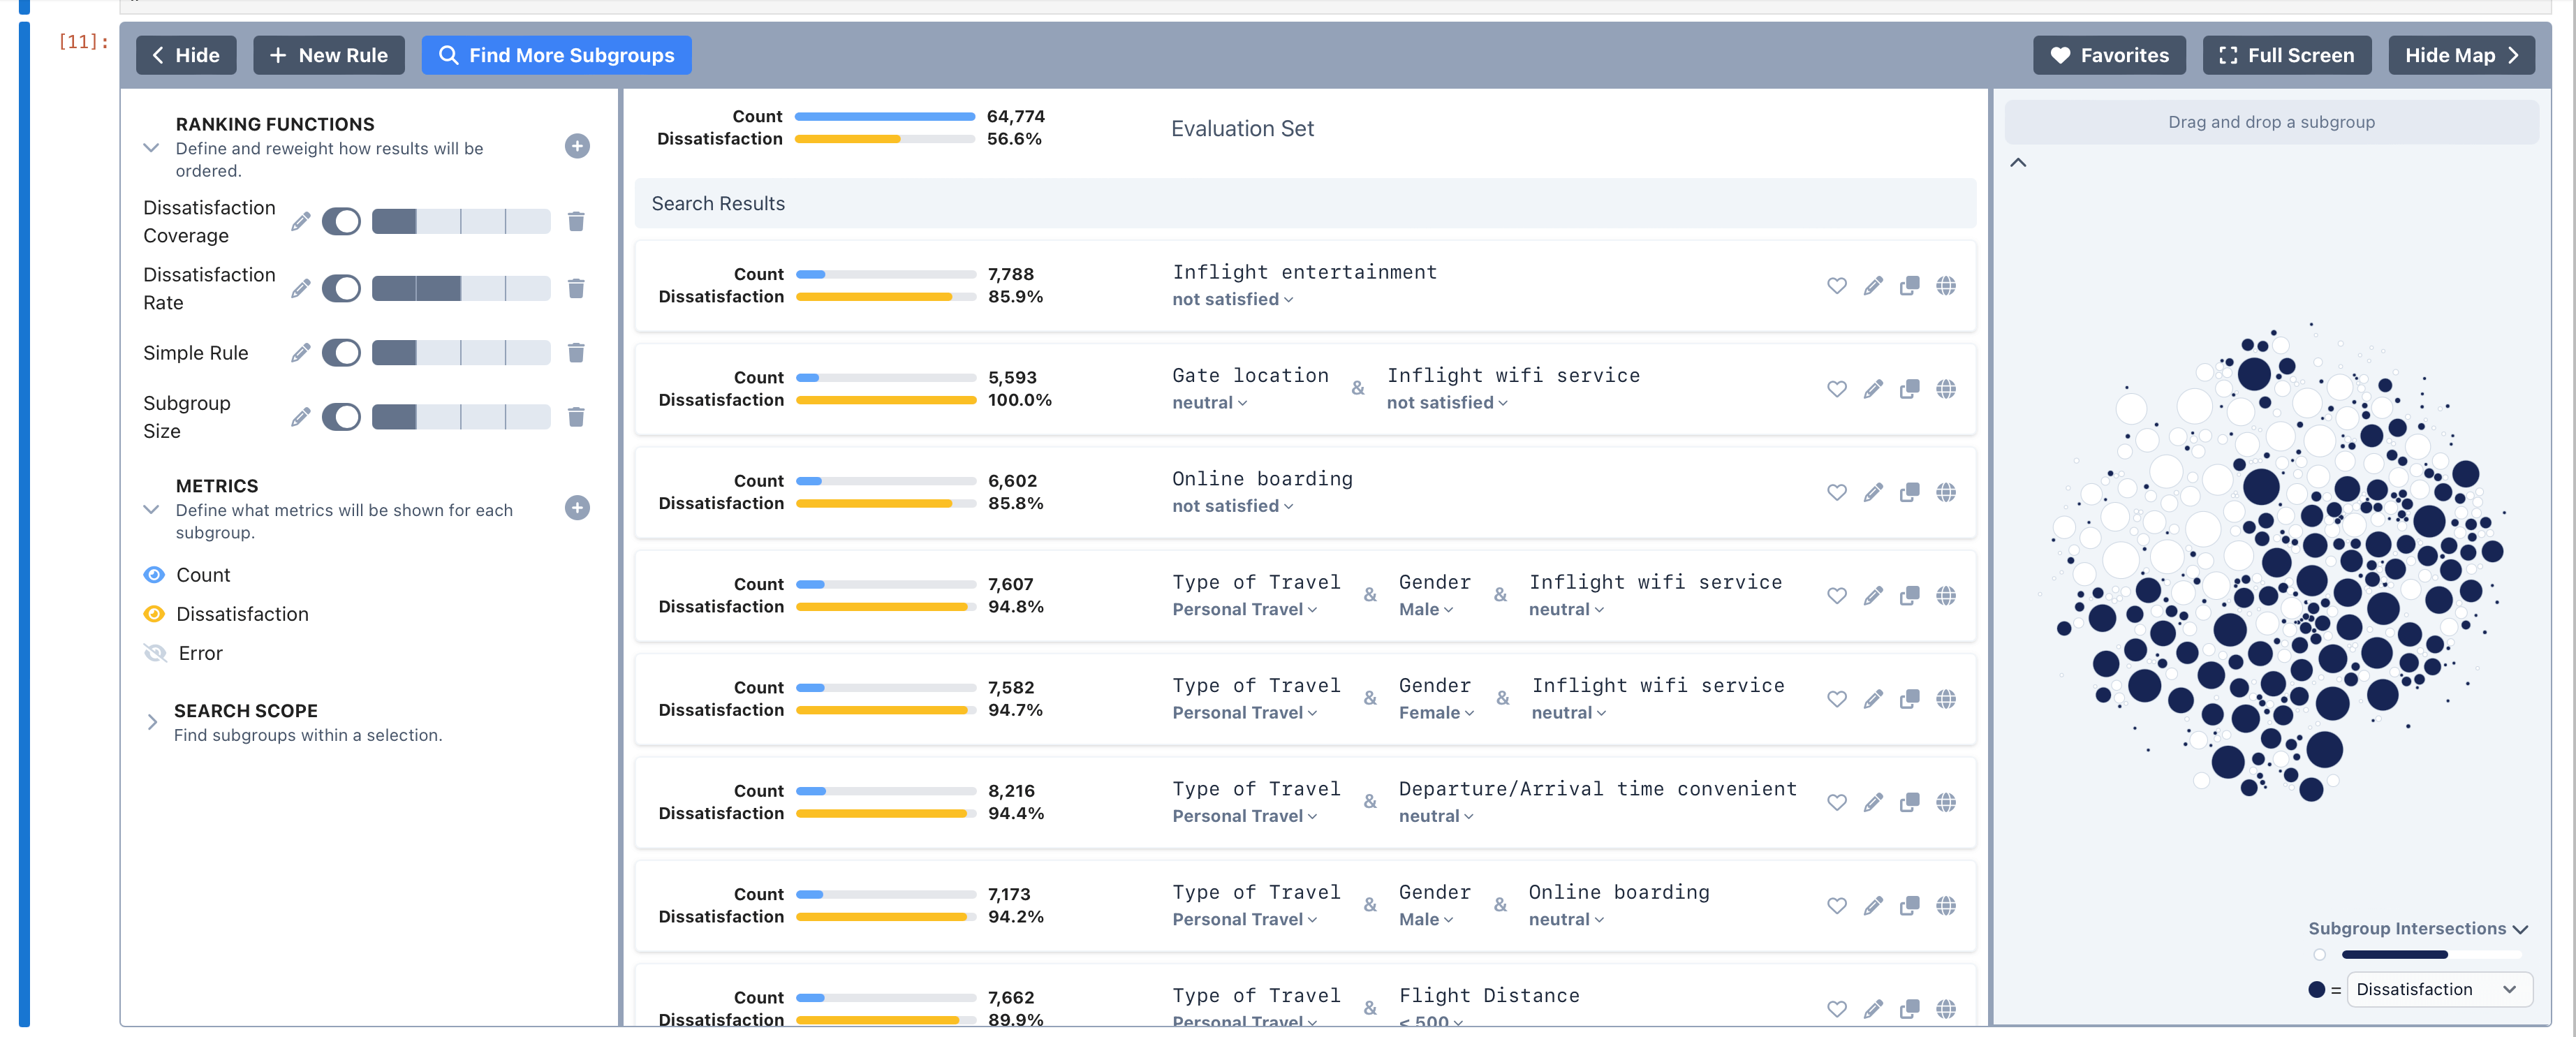 [11]:
Hide
New Rule
Find More Subgroups
Favorites
Full Screen
Hide Map
RANKING FUNCTIONS
Define and reweight how results will be
ordered.
Dissatisfaction
Coverage
Dissatisfaction
Rate
Simple Rule
Subgroup
Size
METRICS
Define what metrics will be shown for each
subgroup.
Count
Dissatisfaction
Error
SEARCH SCOPE
Find subgroups within a selection.
Count 64,774
Dissatisfaction 56.6%
Evaluation Set
Search Results
Count 7,788
Dissatisfaction 85.9%
Inflight entertainment
not satisfied
Count 5,593
Dissatisfaction 100.0%
Gate location & Inflight wifi service
neutral not satisfied
Count 6,602
Dissatisfaction 85.8%
Online boarding
not satisfied
Count 7,607
Dissatisfaction 94.8%
Type of Travel & Gender & Inflight wifi service
Personal Travel Male neutral
Count 7,582
Dissatisfaction 94.7%
Type of Travel & Gender & Inflight wifi service
Personal Travel Female neutral
Count 8,216
Dissatisfaction 94.4%
Type of Travel & Departure/Arrival time convenient
Personal Travel neutral
Count 7,173
Dissatisfaction 94.2%
Type of Travel & Gender & Online boarding
Personal Travel Male neutral
Count 7,662
Dissatisfaction 89.9%
Type of Travel & Flight Distance
Personal Travel < 500
Drag and drop a subgroup
Subgroup Intersections
= Dissatisfaction